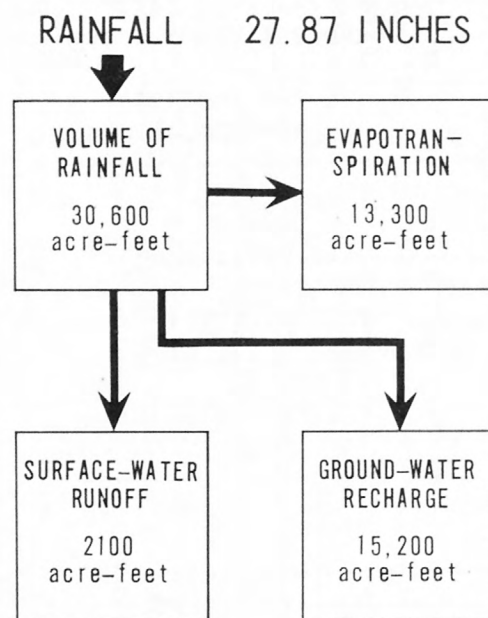 RAINFALL 27.87 INCHES
VOLUME OF
RAINFALL
30,600
acre-feet
EVAPOTRAN-
SPIRATION
13,300
acre-feet
SURFACE-WATER
RUNOFF
2100
acre-feet
GROUND-WATER
RECHARGE
15,200
acre-feet